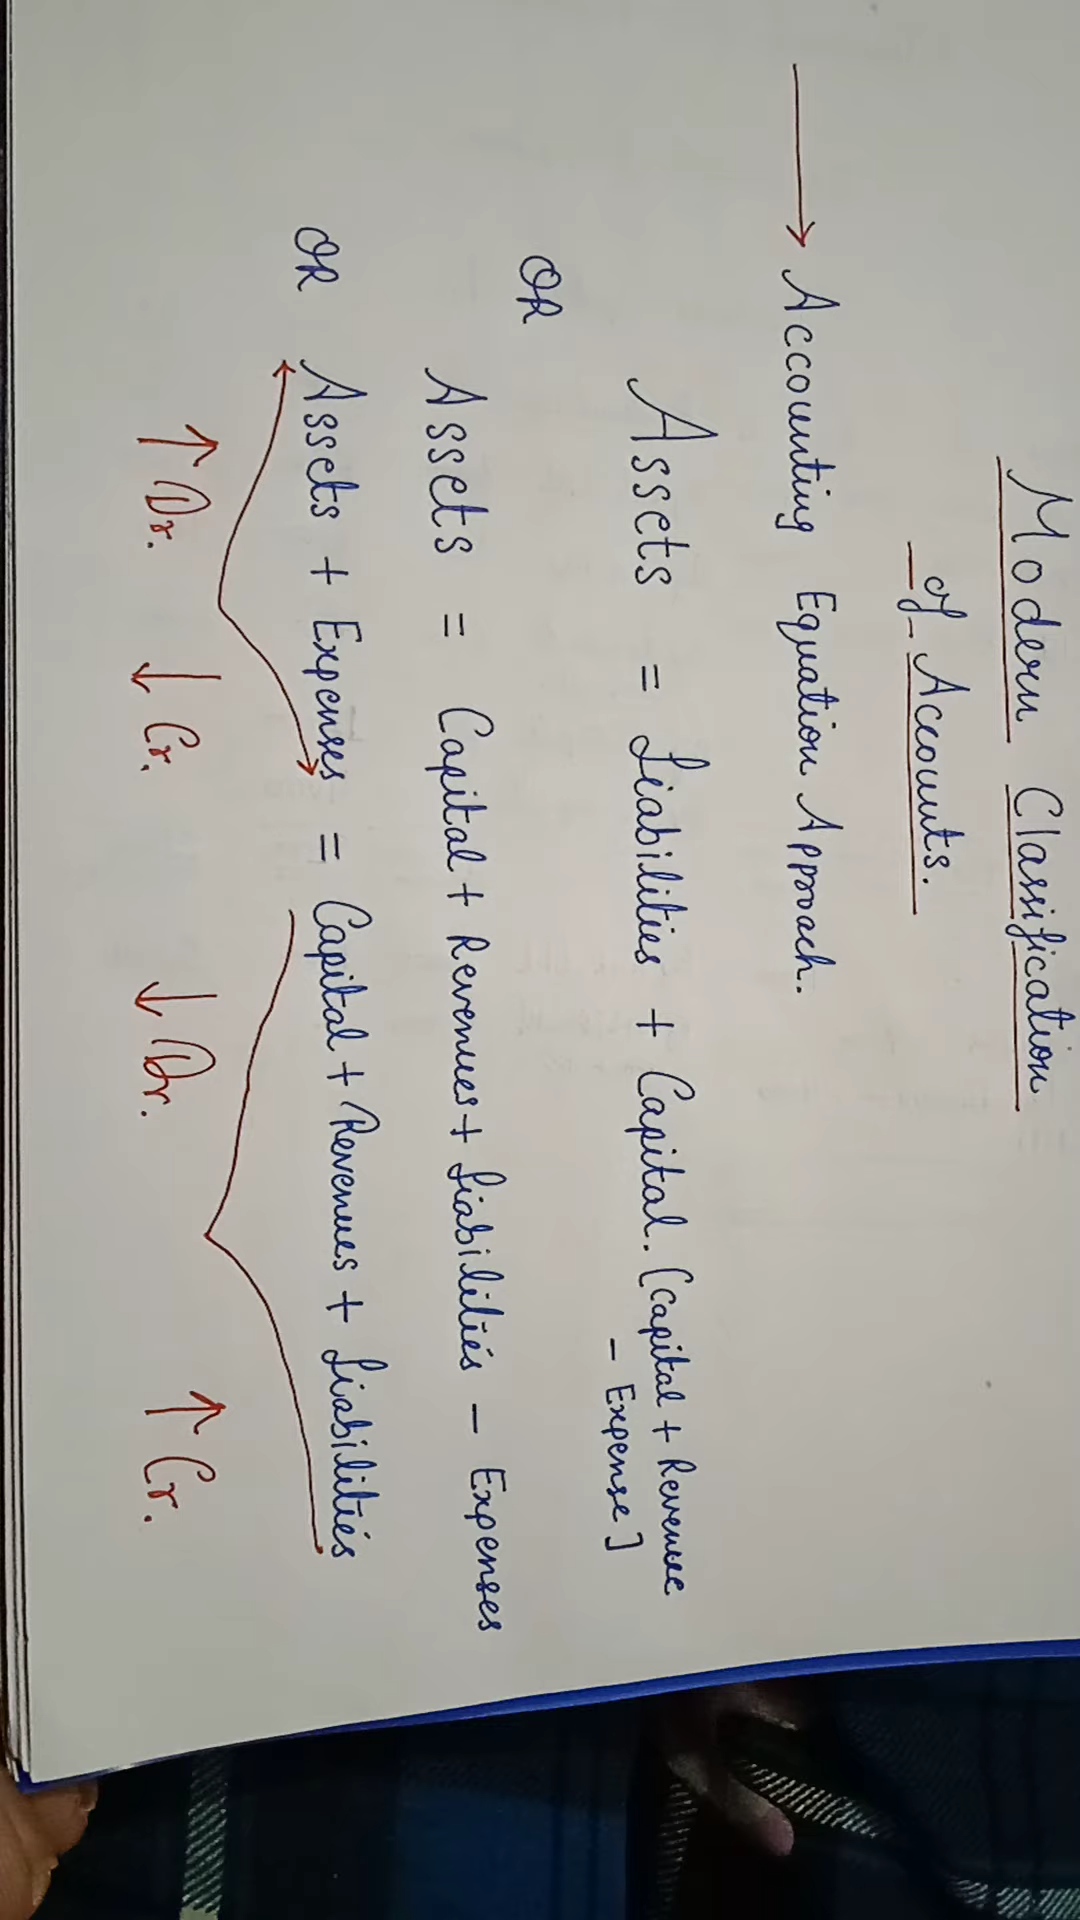 Modern Classification
of Accounts.
→ Accounting Equation Approach.
Assets = Liabilities + Capital. [Capital + Revenue
- Expense]
OR
Assets = Capital + Revenues + Liabilities - Expenses
OR Assets + Expenses = Capital + Revenues + Liabilities
↑ Dr. ↓ Cr. ↓ Dr. ↑ Cr.